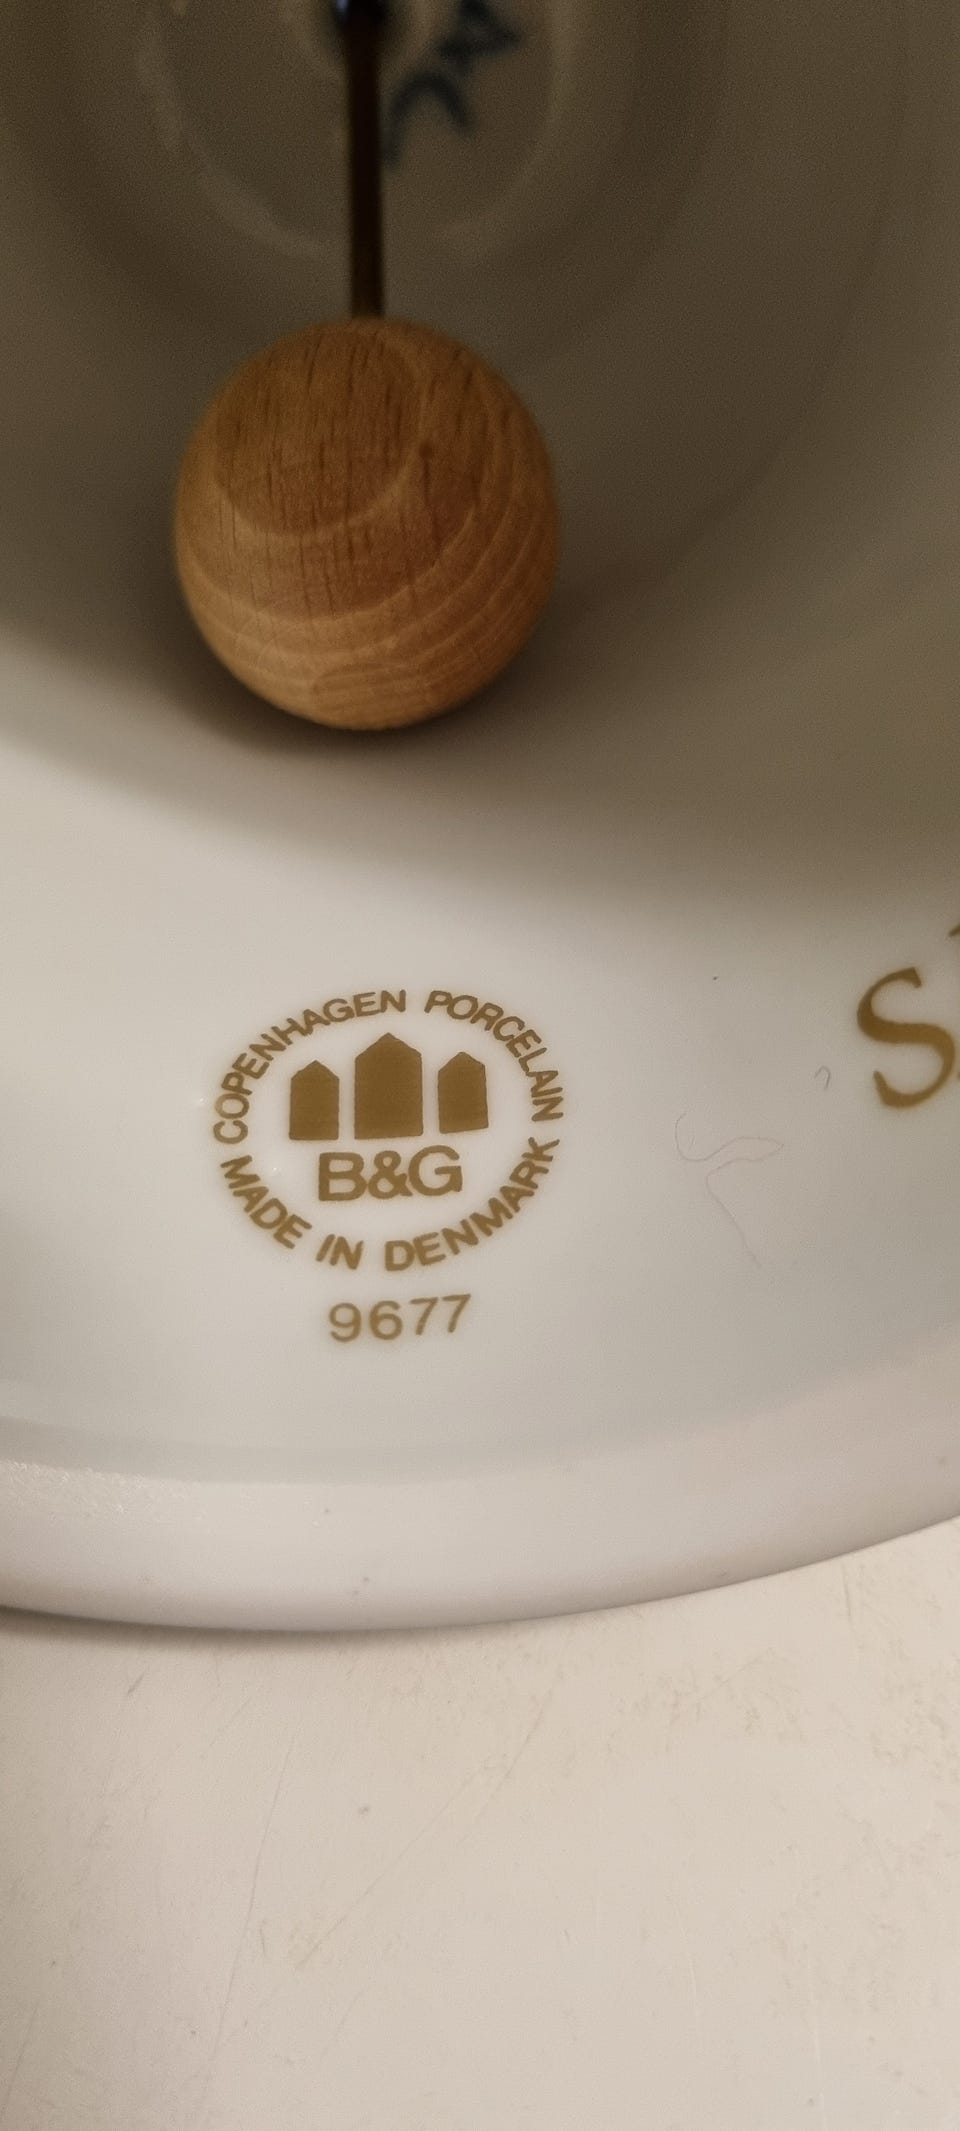 COPENHAGEN PORCELAIN
B&G
MADE IN DENMARK
9677